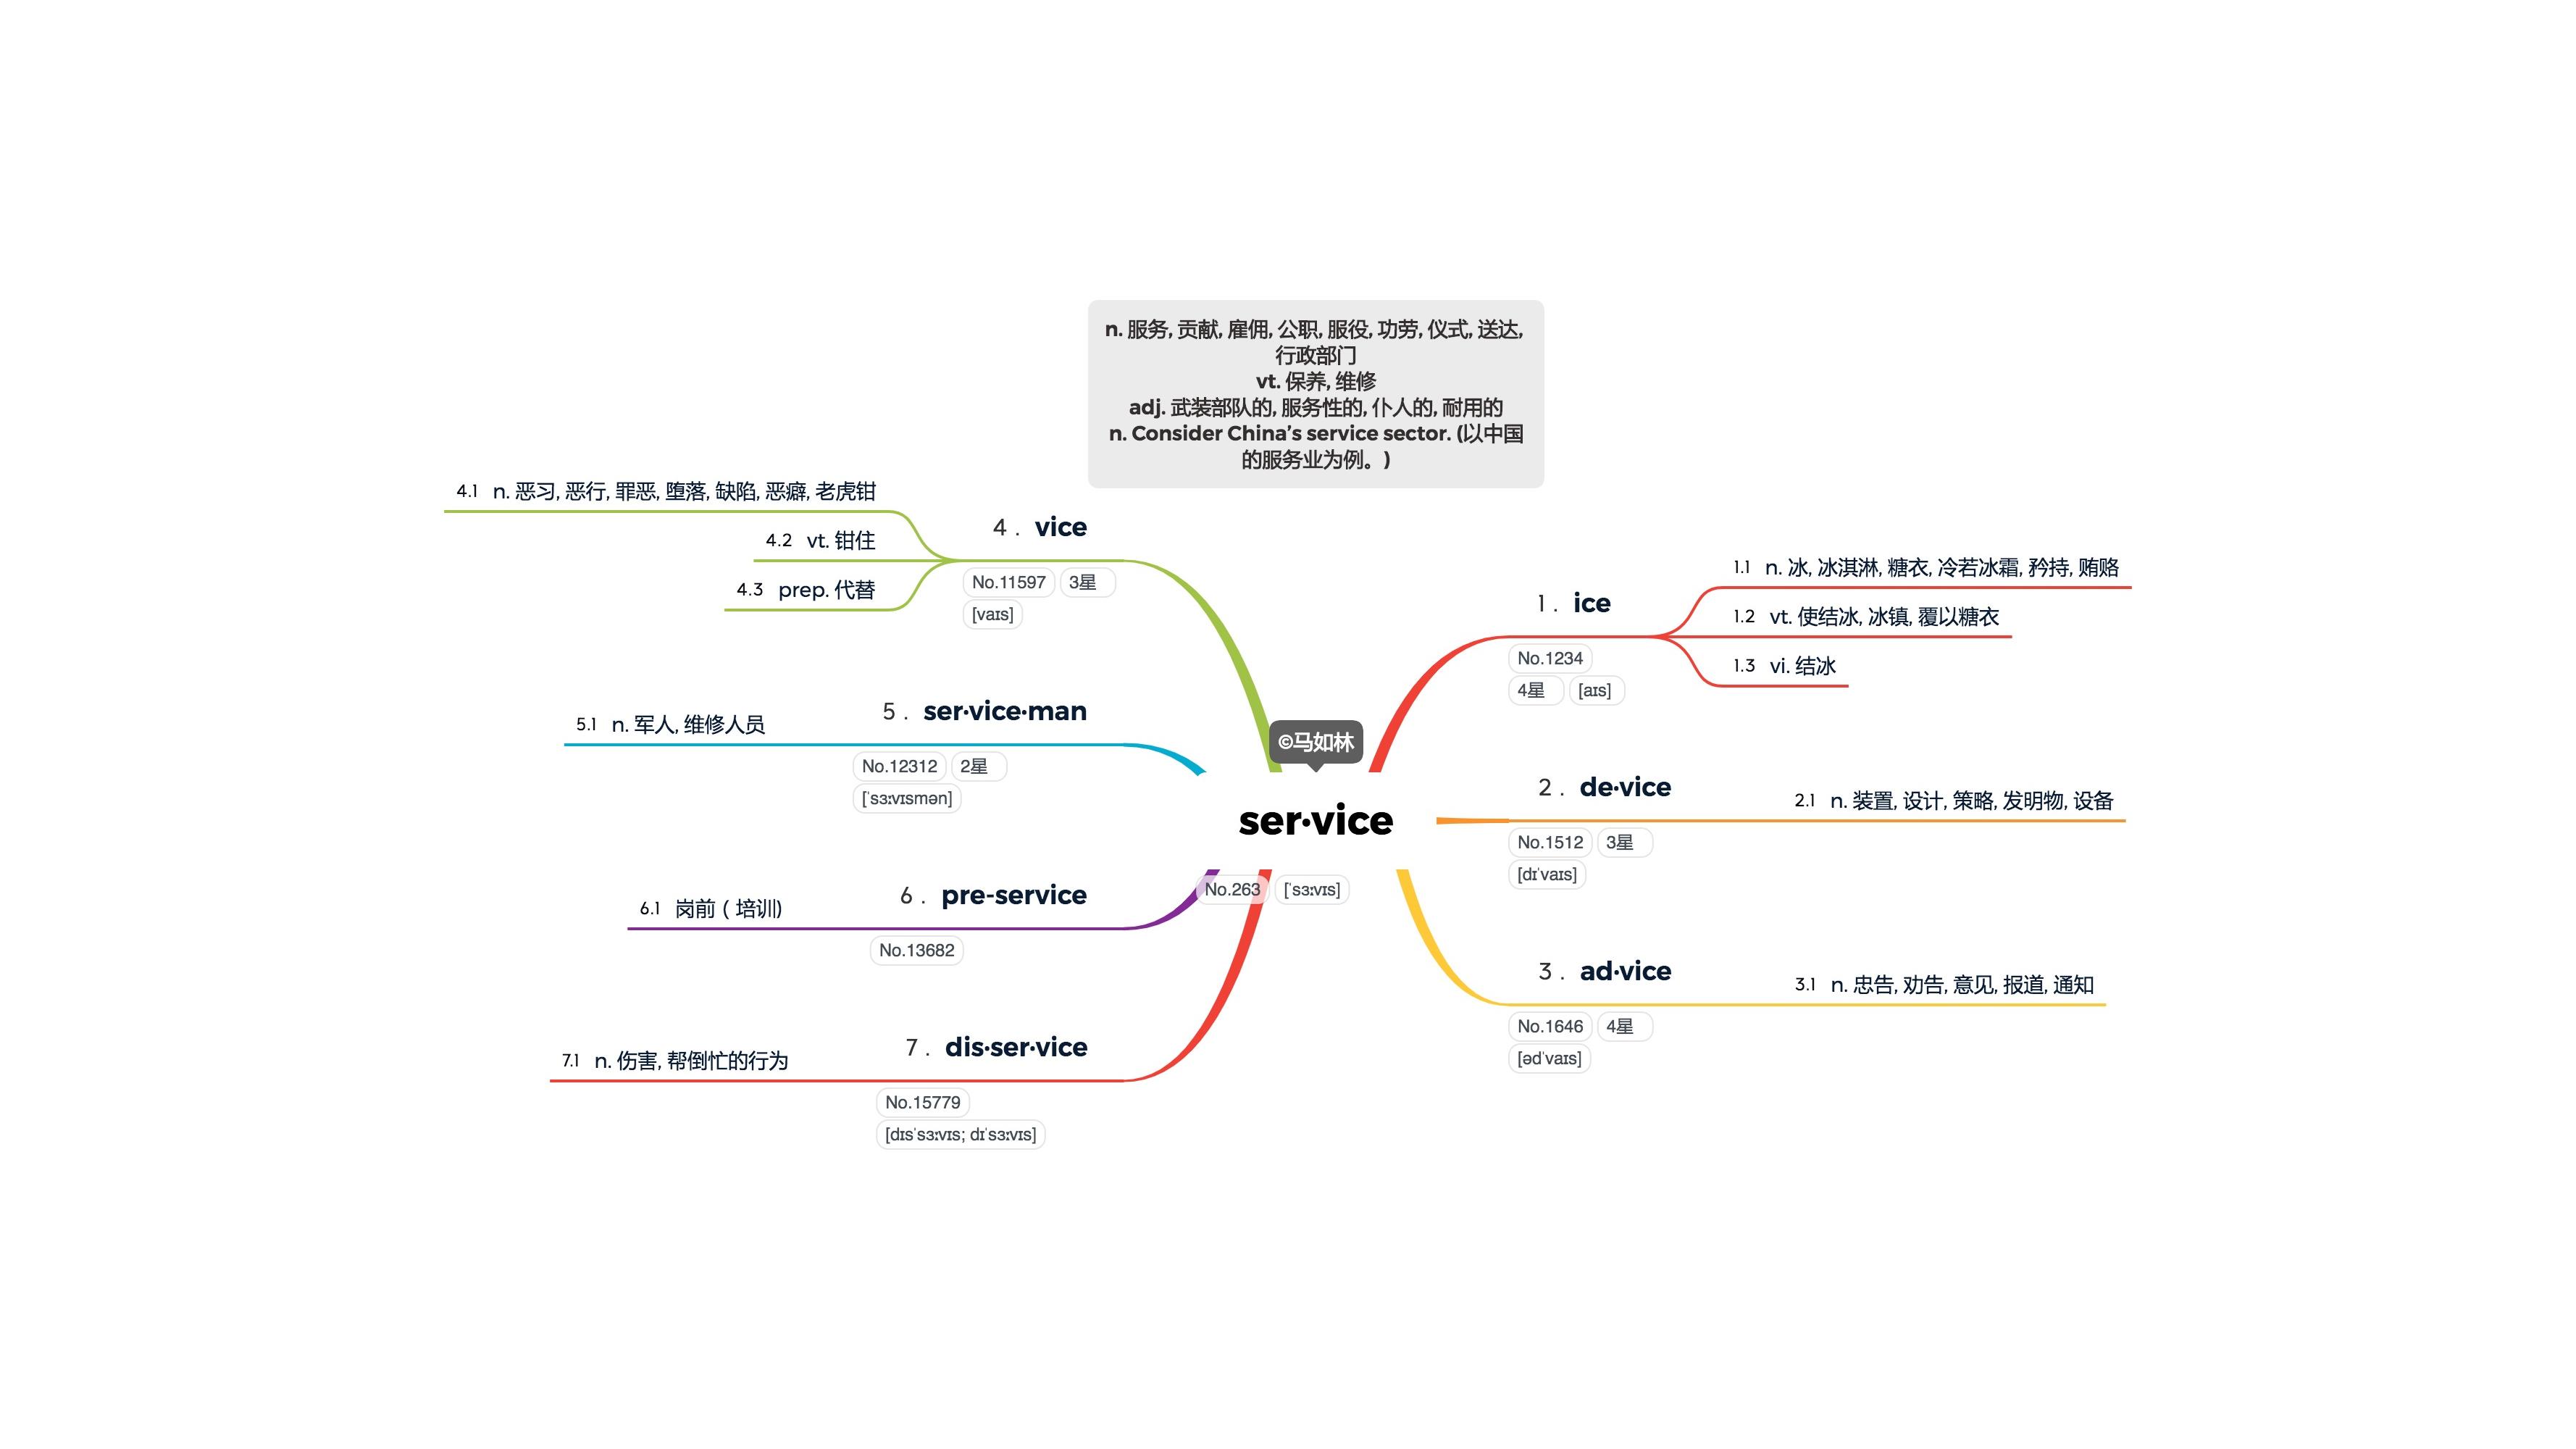 n. 服务, 贡献, 雇佣, 公职, 服役, 功劳, 仪式, 送达,
行政部门
vt. 保养, 维修
adj. 武装部队的, 服务性的, 仆人的, 耐用的
n. Consider China’s service sector. (以中国
的服务业为例。)
©马如林
ser·vice
No.263 [ˈsɜːvɪs]
1. ice
No.1234
4星 [aɪs]
1.1 n. 冰, 冰淇淋, 糖衣, 冷若冰霜, 矜持, 贿赂
1.2 vt. 使结冰, 冰镇, 覆以糖衣
1.3 vi. 结冰
2. de·vice
No.1512 3星
[dɪˈvaɪs]
2.1 n. 装置, 设计, 策略, 发明物, 设备
3. ad·vice
No.1646 4星
[ədˈvaɪs]
3.1 n. 忠告, 劝告, 意见, 报道, 通知
4. vice
No.11597 3星
[vaɪs]
4.1 n. 恶习, 恶行, 罪恶, 堕落, 缺陷, 恶癖, 老虎钳
4.2 vt. 钳住
4.3 prep. 代替
5. ser·vice·man
No.12312 2星
[ˈsɜːvɪsmən]
5.1 n. 军人, 维修人员
6. pre-service
No.13682
6.1 岗前（培训)
7. dis·ser·vice
No.15779
[dɪsˈsɜːvɪs; dɪˈsɜːvɪs]
7.1 n. 伤害, 帮倒忙的行为